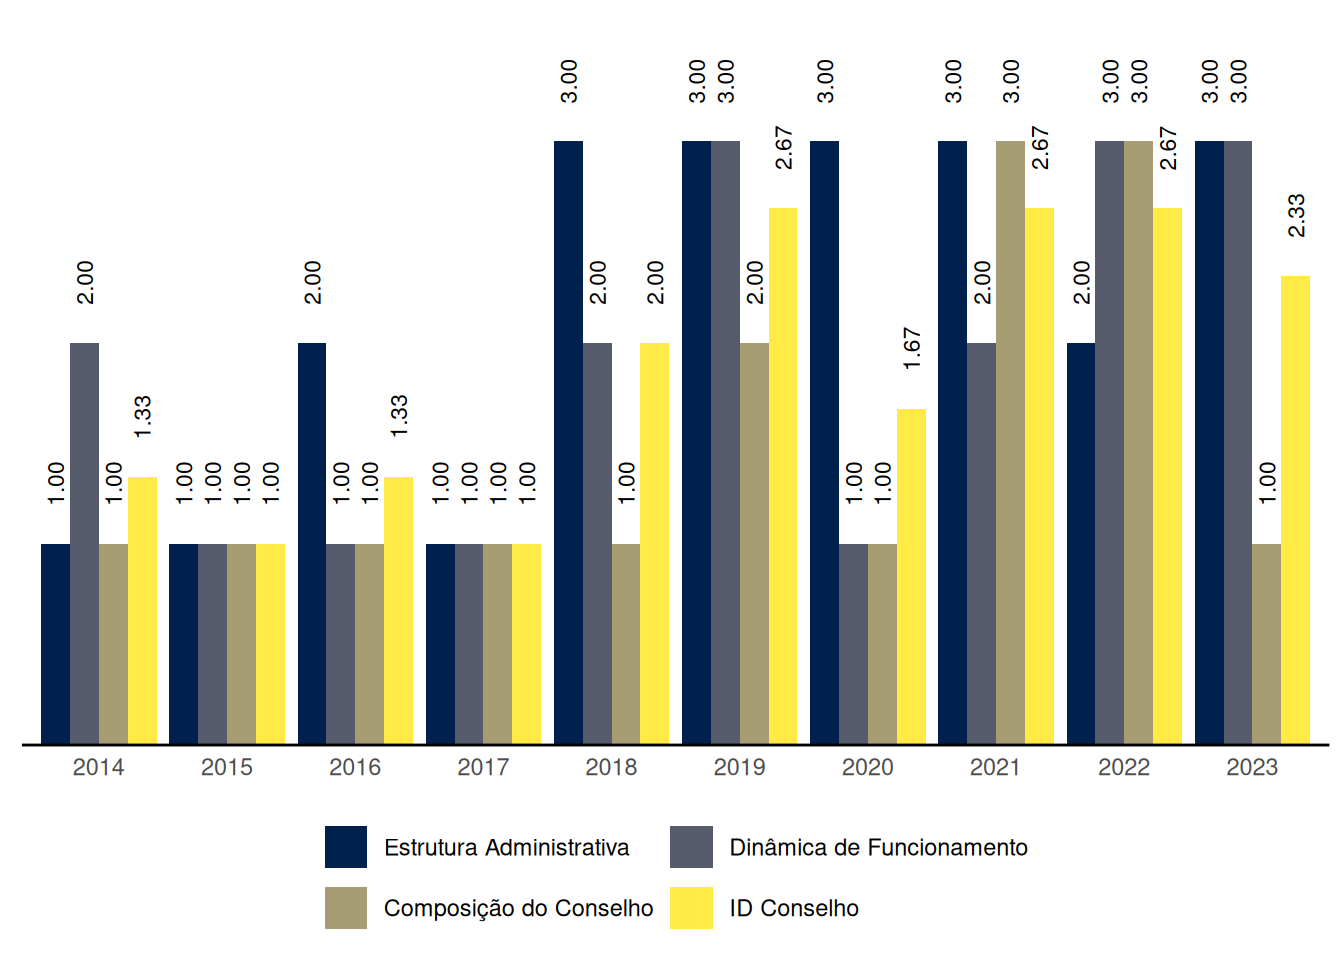 3.00 3.00 3.00 3.00 3.00 3.00 3.00 3.00 3.00 3.00
2.67 2.67 2.67
2.33
2.00 2.00 2.00 2.00 2.00 2.00 2.00
1.67
1.33 1.33
1.00 1.00 1.00 1.00 1.00 1.00 1.00 1.00 1.00 1.00 1.00 1.00 1.00 1.00 1.00 1.00
2014 2015 2016 2017 2018 2019 2020 2021 2022 2023
Estrutura Administrativa Dinâmica de Funcionamento
Composição do Conselho ID Conselho